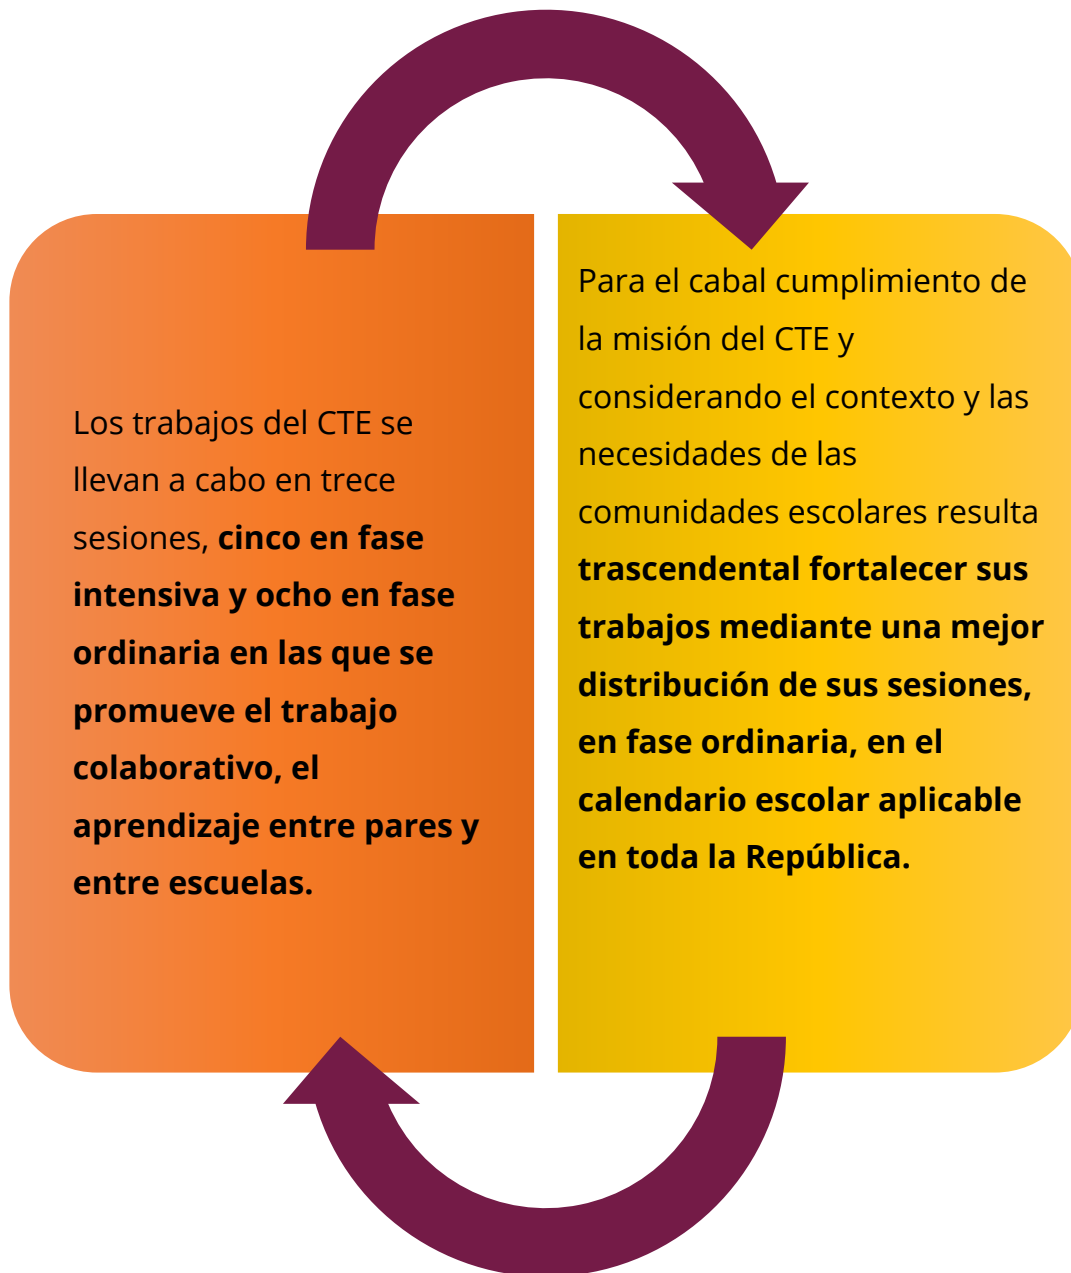 Los trabajos del CTE se
llevan a cabo en trece
sesiones, cinco en fase
intensiva y ocho en fase
ordinaria en las que se
promueve el trabajo
colaborativo, el
aprendizaje entre pares y
entre escuelas.
Para el cabal cumplimiento de
la misión del CTE y
considerando el contexto y las
necesidades de las
comunidades escolares resulta
trascendental fortalecer sus
trabajos mediante una mejor
distribución de sus sesiones,
en fase ordinaria, en el
calendario escolar aplicable
en toda la República.